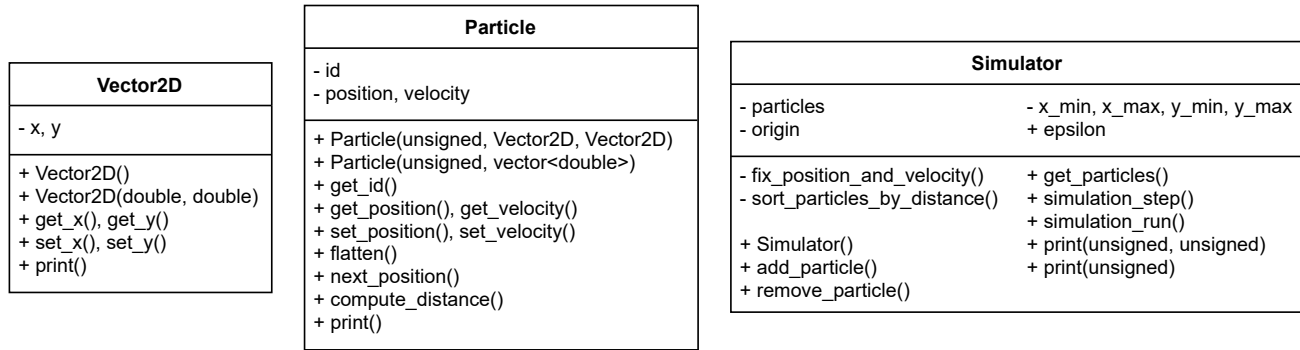 Vector2D
- x, y
+ Vector2D()
+ Vector2D(double, double)
+ get_x(), get_y()
+ set_x(), set_y()
+ print()
Particle
- id
- position, velocity
+ Particle(unsigned, Vector2D, Vector2D)
+ Particle(unsigned, vector<double>)
+ get_id()
+ get_position(), get_velocity()
+ set_position(), set_velocity()
+ flatten()
+ next_position()
+ compute_distance()
+ print()
Simulator
- particles
- origin
- x_min, x_max, y_min, y_max
+ epsilon
- fix_position_and_velocity()
- sort_particles_by_distance()
+ Simulator()
+ add_particle()
+ remove_particle()
+ get_particles()
+ simulation_step()
+ simulation_run()
+ print(unsigned, unsigned)
+ print(unsigned)